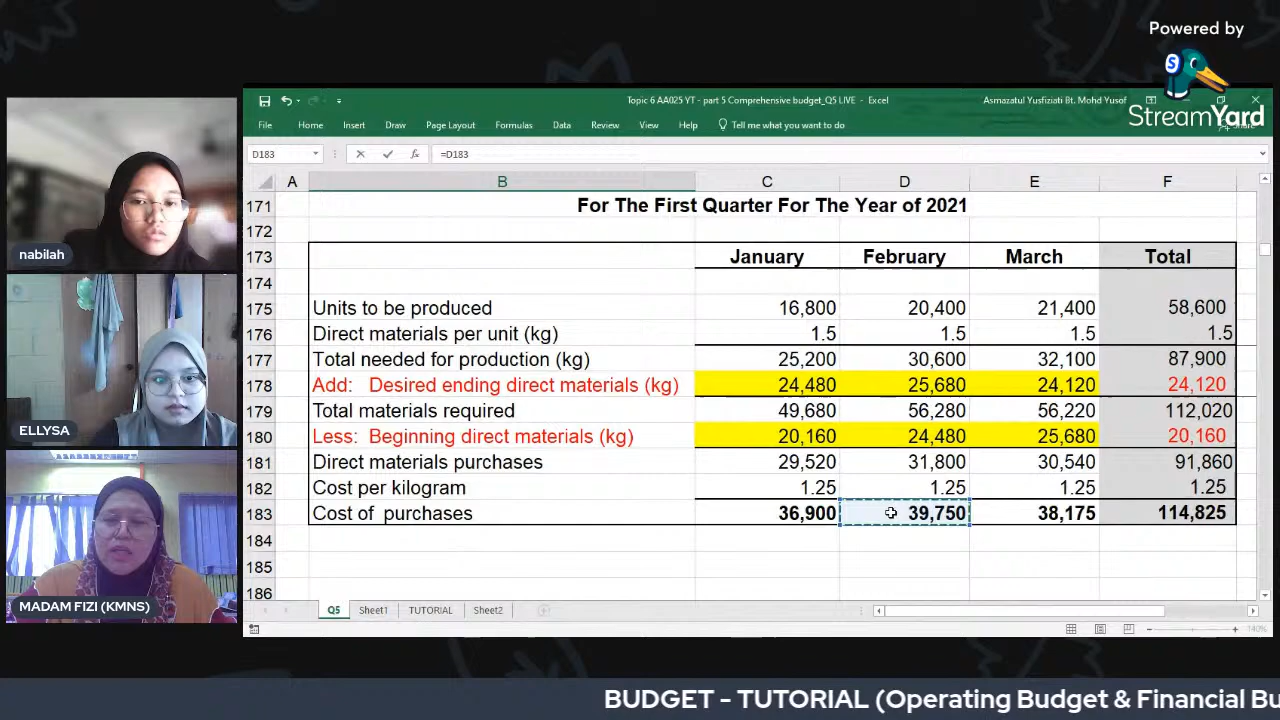 Powered by
S
StreamYard
nabilah
ELLYSA
MADAM FIZI (KMNS)
Topic 6 AA025 YT - part 5 Comprehensive budget_Q5 LIVE - Excel
Asmazatul Yusfiziati Bt. Mohd Yusof
File Home Insert Draw Page Layout Formulas Data Review View Help Tell me what you want to do
D183 fx =D183
A B C D E F
171 For The First Quarter For The Year of 2021
172
173 January February March Total
174
175 Units to be produced 16,800 20,400 21,400 58,600
176 Direct materials per unit (kg) 1.5 1.5 1.5 1.5
177 Total needed for production (kg) 25,200 30,600 32,100 87,900
178 Add: Desired ending direct materials (kg) 24,480 25,680 24,120 24,120
179 Total materials required 49,680 56,280 56,220 112,020
180 Less: Beginning direct materials (kg) 20,160 24,480 25,680 20,160
181 Direct materials purchases 29,520 31,800 30,540 91,860
182 Cost per kilogram 1.25 1.25 1.25 1.25
183 Cost of purchases 36,900 39,750 38,175 114,825
184
185
186
Q5 Sheet1 TUTORIAL Sheet2
140%
BUDGET - TUTORIAL (Operating Budget & Financial Bu